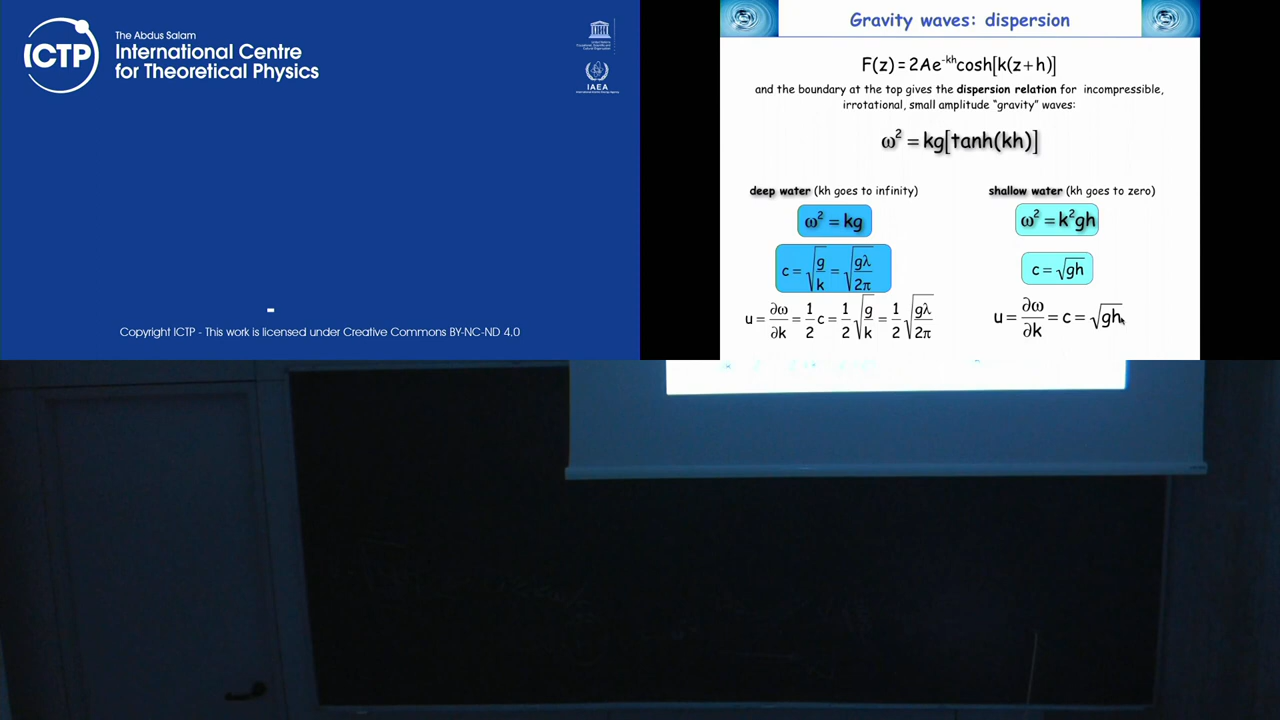 The Abdus Salam
ICTP
International Centre
for Theoretical Physics
IAEA
-
Copyright ICTP - This work is licensed under Creative Commons BY-NC-ND 4.0
Gravity waves: dispersion
F(z) = 2Ae^-kh cosh[k(z+h)]
and the boundary at the top gives the dispersion relation for incompressible,
irrotational, small amplitude “gravity” waves:
ω² = kg[tanh(kh)]
deep water (kh goes to infinity)
ω² = kg
c = √(g/k) = √(gλ/2π)
u = ∂ω/∂k = 1/2 c = 1/2 √(g/k) = 1/2 √(gλ/2π)
shallow water (kh goes to zero)
ω² = k²gh
c = √gh
u = ∂ω/∂k = c = √gh